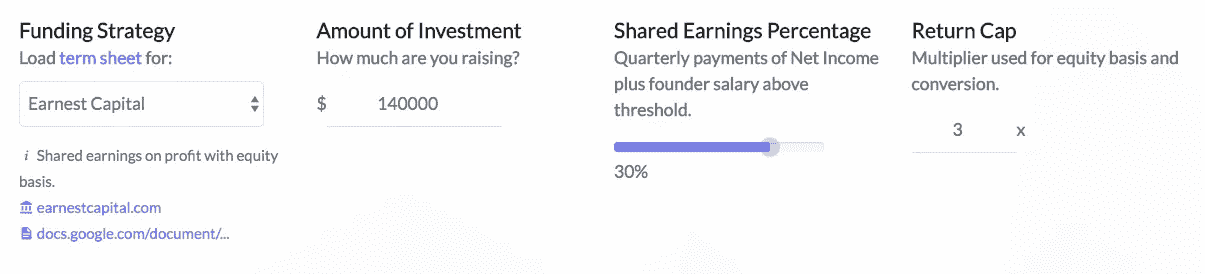 Funding Strategy
Load term sheet for:
Earnest Capital
i Shared earnings on profit with equity
basis.
earnestcapital.com
docs.google.com/document/...
Amount of Investment
How much are you raising?
$ 140000
Shared Earnings Percentage
Quarterly payments of Net Income
plus founder salary above
threshold.
30%
Return Cap
Multiplier used for equity basis and
conversion.
3 x